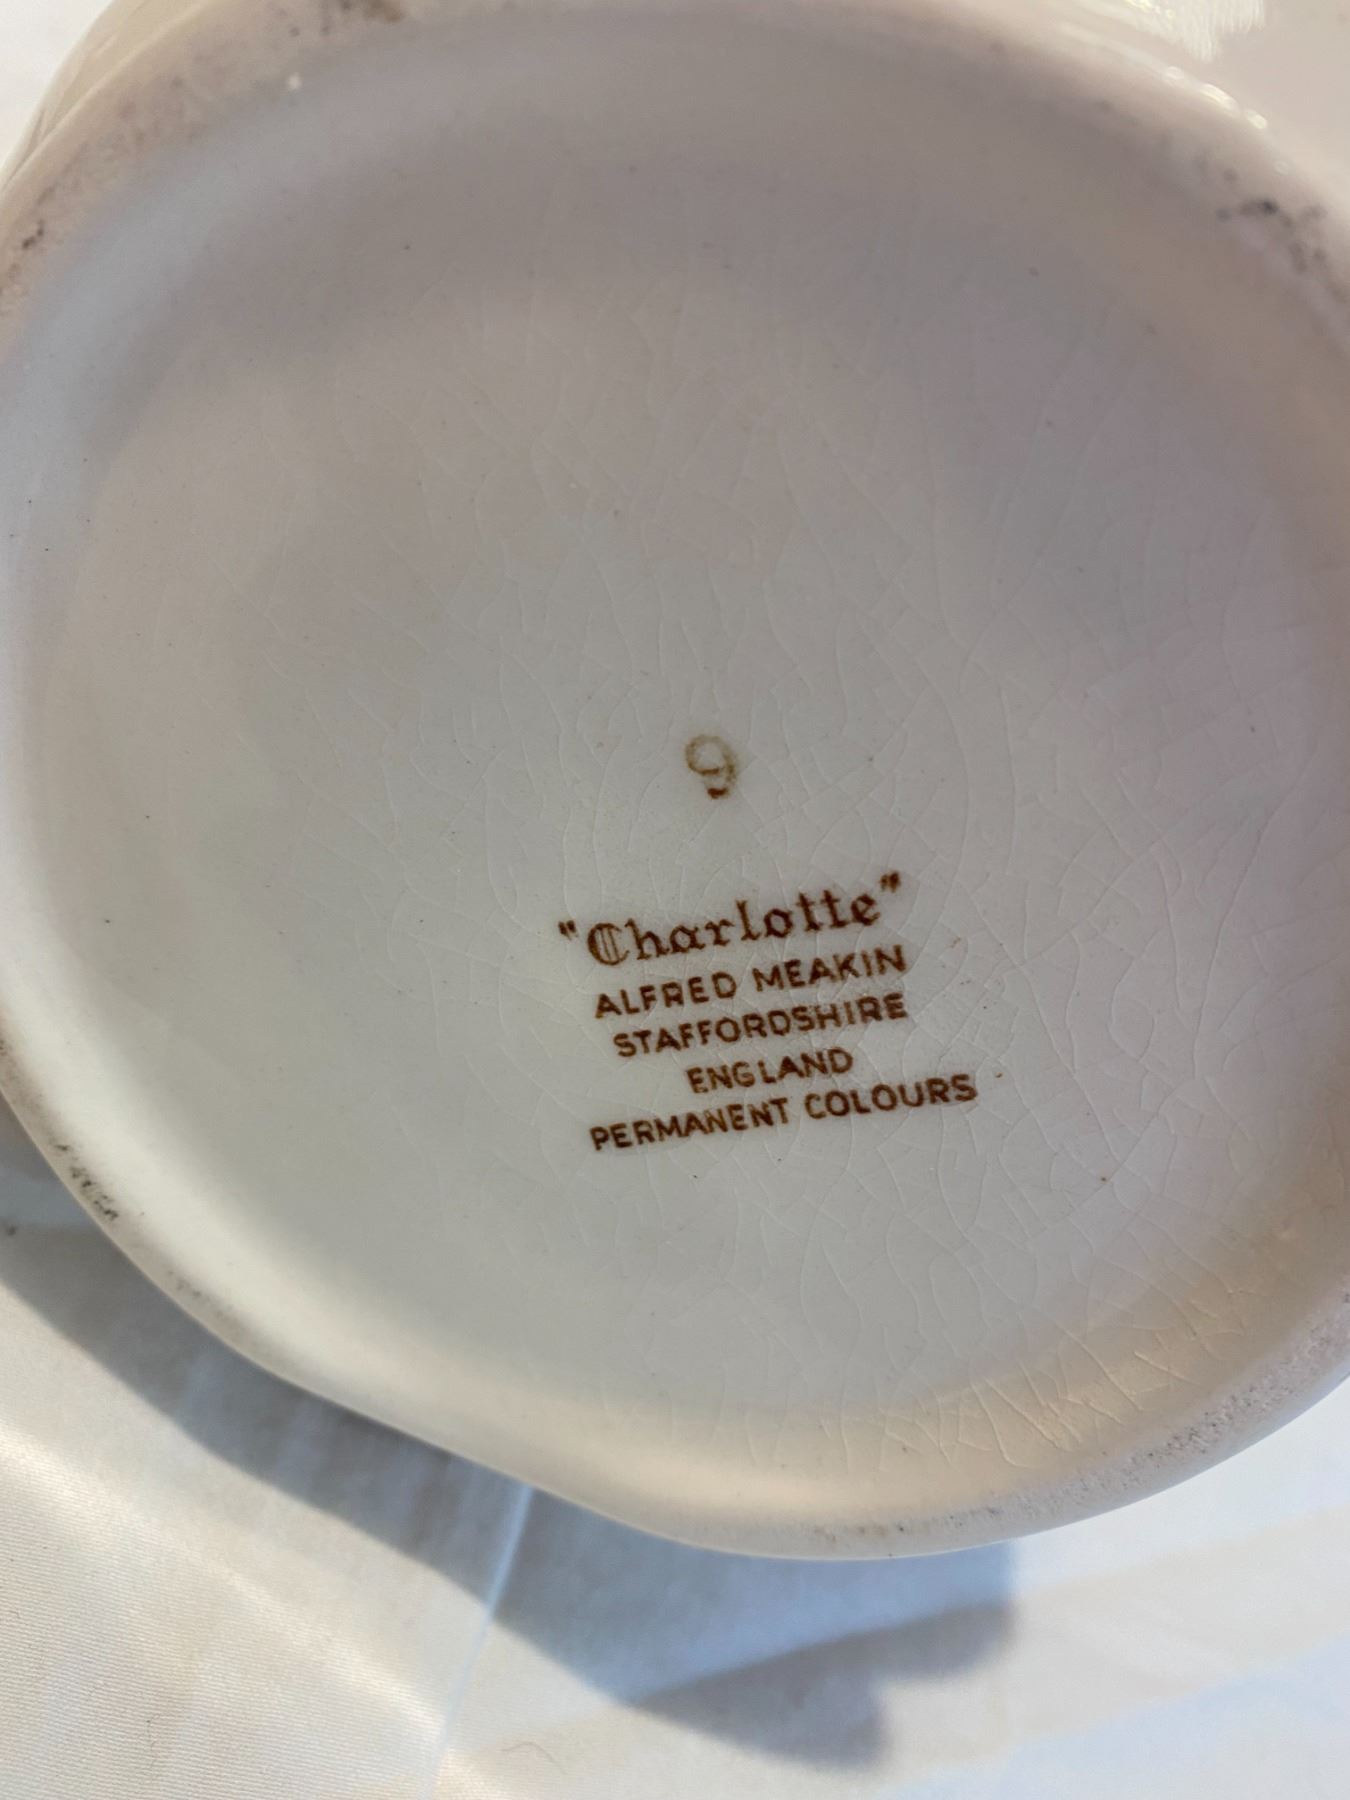 9
"Charlotte"
ALFRED MEAKIN
STAFFORDSHIRE
ENGLAND
PERMANENT COLOURS